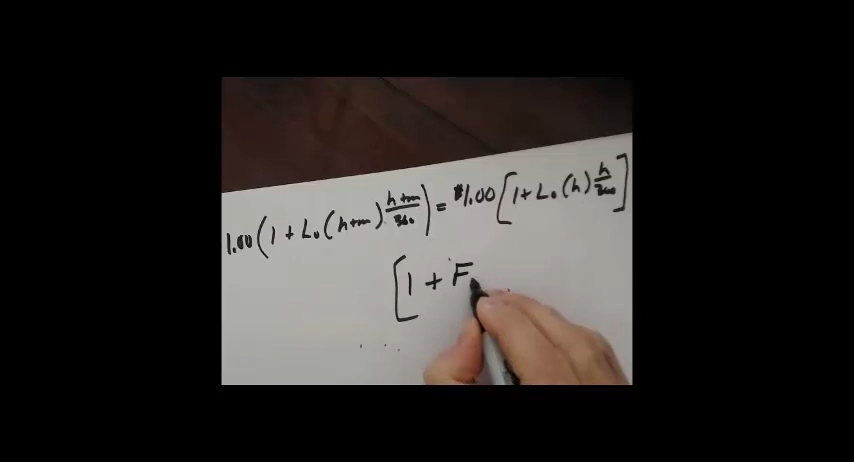 1.00(1 + L₀(h+m) h+m/360) = $1.00[1 + L₀(h) h/360]
[1 + F